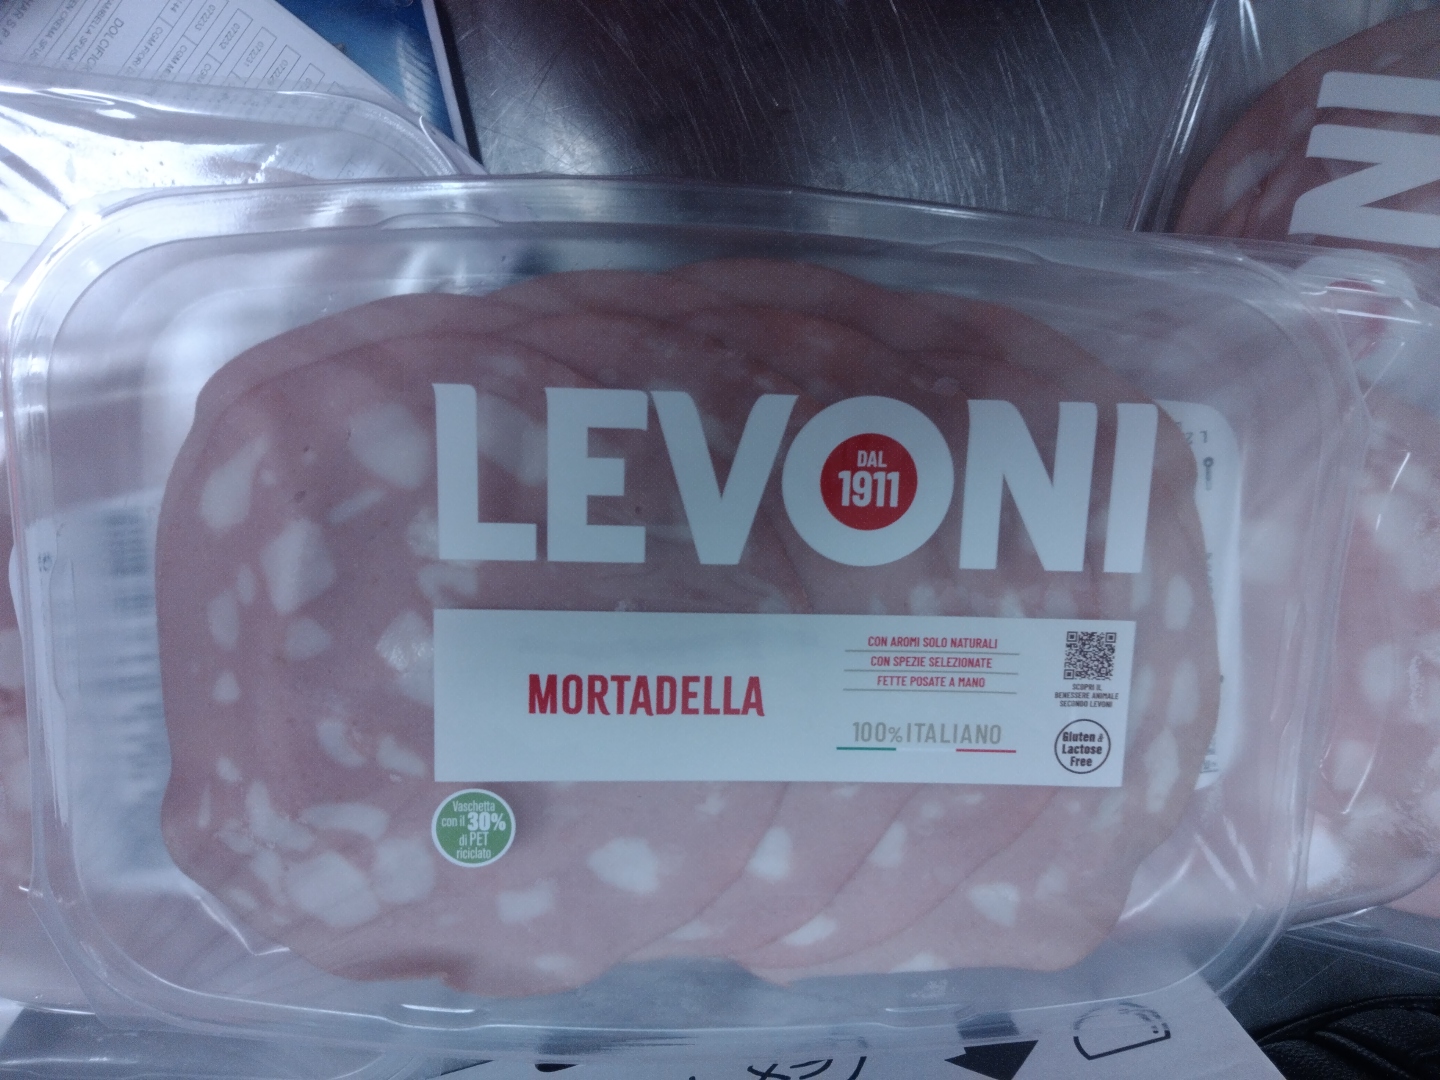 LEVONI
DAL
1911
MORTADELLA
CON AROMI SOLO NATURALI
CON SPEZIE SELEZIONATE
FETTE POSATE A MANO
100% ITALIANO
SCOPRI IL
BENESSERE ANIMALE
SECONDO LEVONI
Gluten &
Lactose
Free
Vaschetta
con il 30%
di PET
riciclato
NI